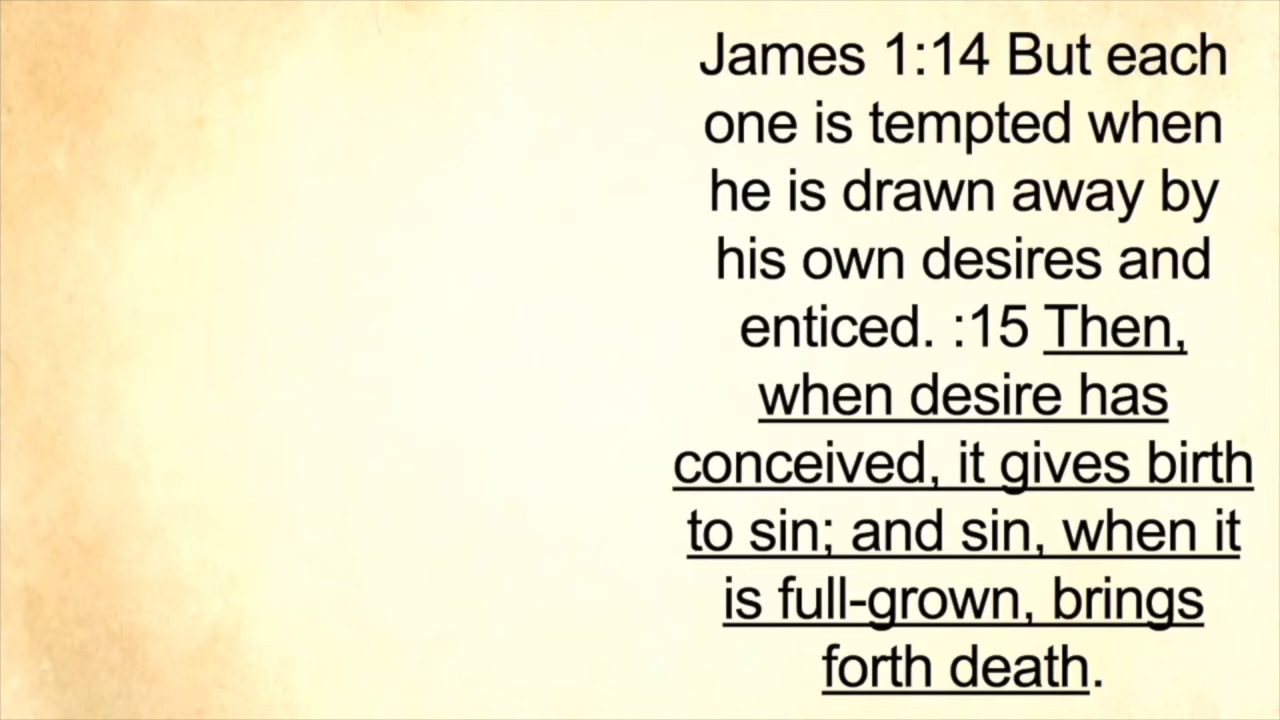 James 1:14 But each
one is tempted when
he is drawn away by
his own desires and
enticed. :15 Then,
when desire has
conceived, it gives birth
to sin; and sin, when it
is full-grown, brings
forth death.